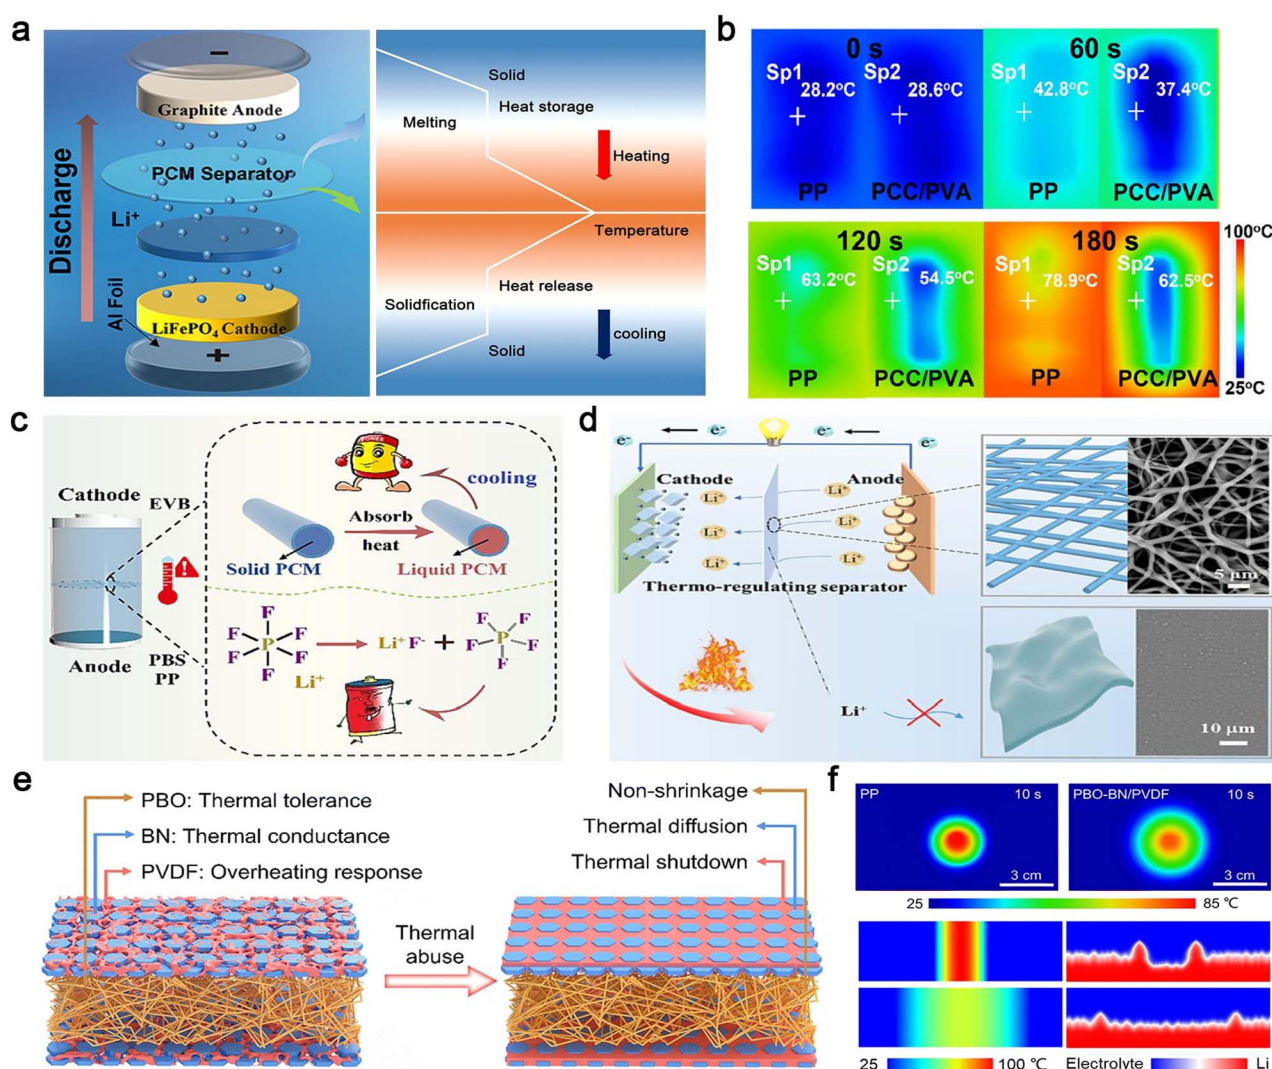 a
−
Graphite Anode
PCM Separator
Li⁺
Discharge
Al Foil
LiFePO₄ Cathode
+
Solid
Heat storage
Melting
Heating
Temperature
Heat release
Solidfication
cooling
Solid
b
0 s
Sp1
28.2°C
Sp2
28.6°C
PP
PCC/PVA
60 s
Sp1
42.8°C
Sp2
37.4°C
PP
PCC/PVA
120 s
Sp1
63.2°C
Sp2
54.5°C
PP
PCC/PVA
180 s
Sp1
78.9°C
Sp2
62.5°C
PP
PCC/PVA
100°C
25°C
c
Cathode
EVB
Anode
PBS
PP
POWER
cooling
Absorb
heat
Solid PCM
Liquid PCM
F
F
F
P
F
F
F
Li⁺
Li⁺ F⁻
+
F
F
P
F
F
F
d
e⁻
e⁻
e⁻
e⁻
Cathode
Anode
Li⁺
Li⁺
Li⁺
Li⁺
Li⁺
Li⁺
Thermo-regulating separator
5 μm
Li⁺
10 μm
e
PBO: Thermal tolerance
BN: Thermal conductance
PVDF: Overheating response
Thermal
abuse
Non-shrinkage
Thermal diffusion
Thermal shutdown
f
PP
10 s
3 cm
PBO-BN/PVDF
10 s
3 cm
25
85 ℃
25
100 ℃
Electrolyte
Li